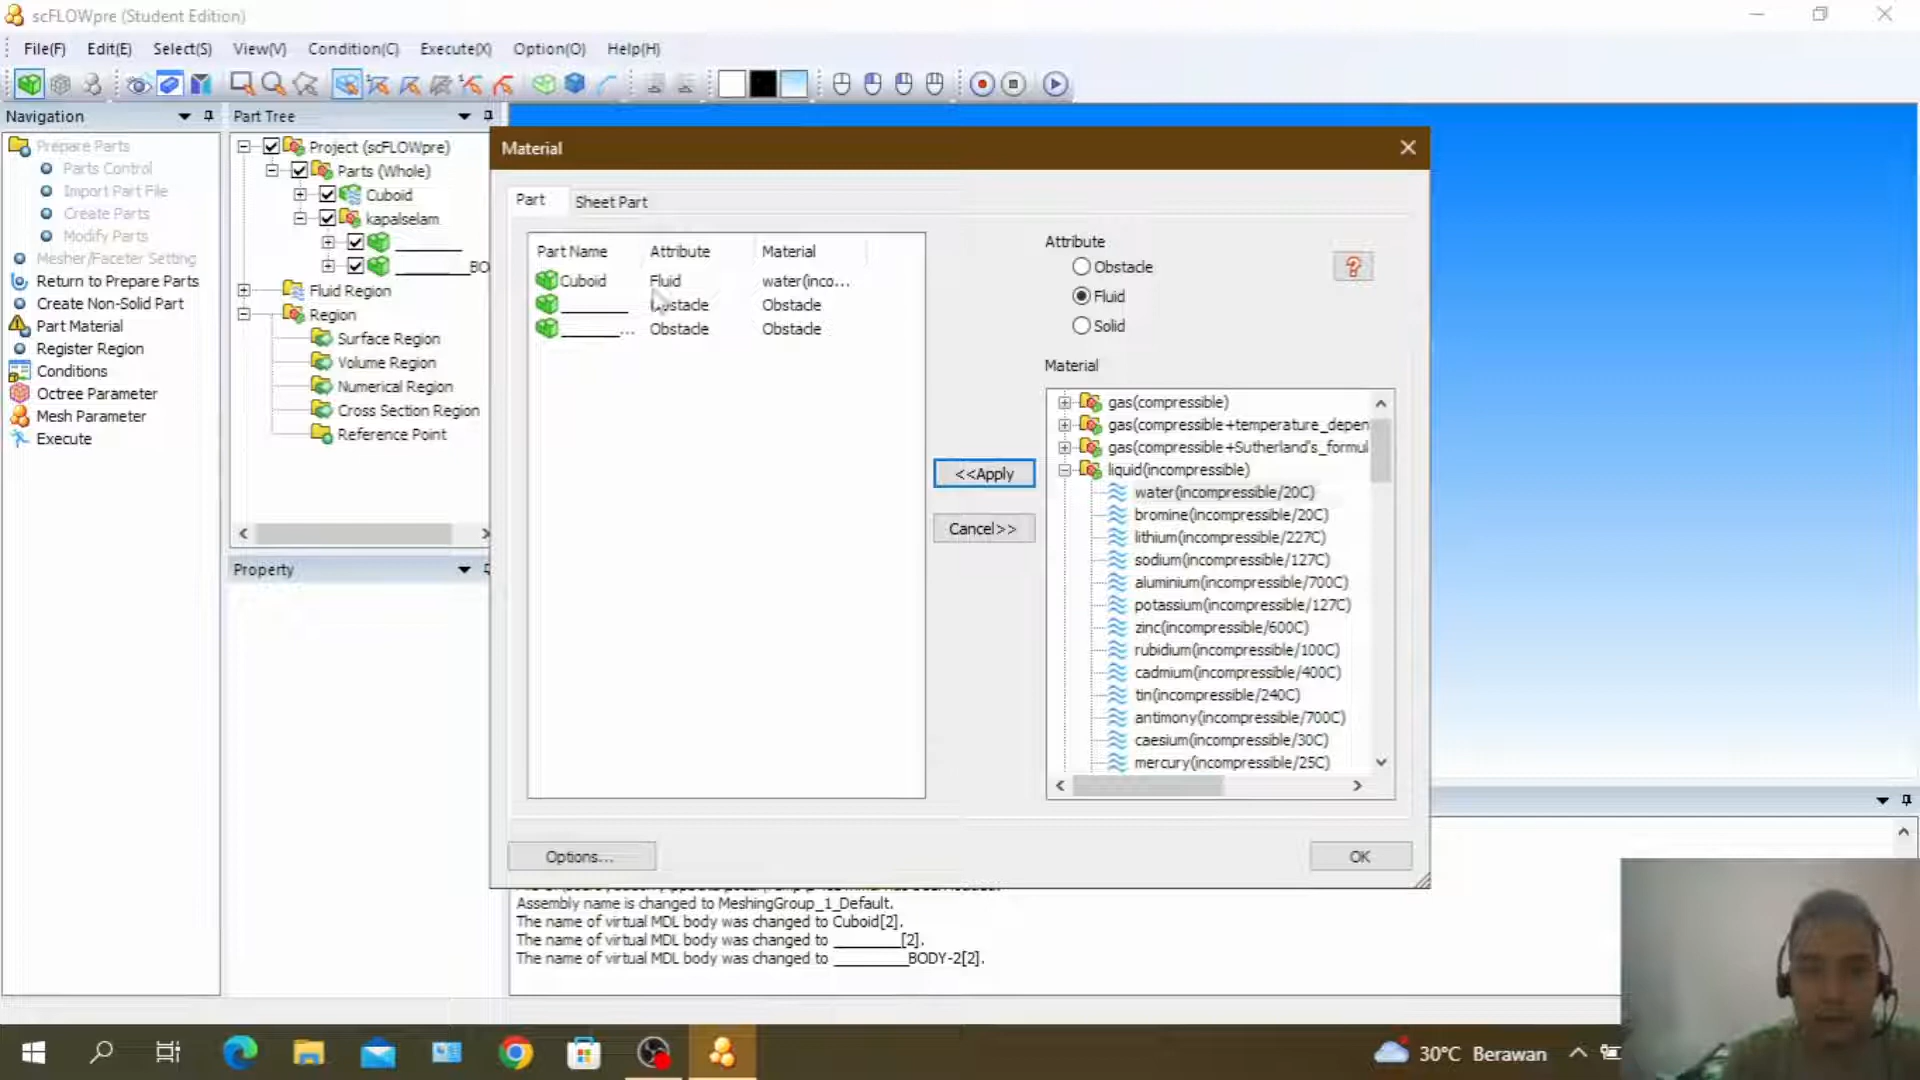 scFLOWpre (Student Edition)
File(F) Edit(E) Select(S) View(V) Condition(C) Execute(X) Option(O) Help(H)
Navigation
Prepare Parts
Parts Control
Import Part File
Create Parts
Modify Parts
Mesher/Faceter Setting
Return to Prepare Parts
Create Non-Solid Part
Part Material
Register Region
Conditions
Octree Parameter
Mesh Parameter
Execute
Part Tree
Project (scFLOWpre)
Parts (Whole)
Cuboid
kapalselam
_________
__________BO
Fluid Region
Region
Surface Region
Volume Region
Numerical Region
Cross Section Region
Reference Point
Property
Material
Part Sheet Part
Part Name Attribute Material
Cuboid Fluid water(inco...
_________ Obstacle Obstacle
________... Obstacle Obstacle
<<Apply
Cancel>>
Attribute
Obstacle
Fluid
Solid
Material
gas(compressible)
gas(compressible+temperature_depen
gas(compressible+Sutherland's_formul
liquid(incompressible)
water(incompressible/20C)
bromine(incompressible/20C)
lithium(incompressible/227C)
sodium(incompressible/127C)
aluminium(incompressible/700C)
potassium(incompressible/127C)
zinc(incompressible/600C)
rubidium(incompressible/100C)
cadmium(incompressible/400C)
tin(incompressible/240C)
antimony(incompressible/700C)
caesium(incompressible/30C)
mercury(incompressible/25C)
Options...
OK
Assembly name is changed to MeshingGroup_1_Default.
The name of virtual MDL body was changed to Cuboid[2].
The name of virtual MDL body was changed to _________[2].
The name of virtual MDL body was changed to __________BODY-2[2].
30°C Berawan